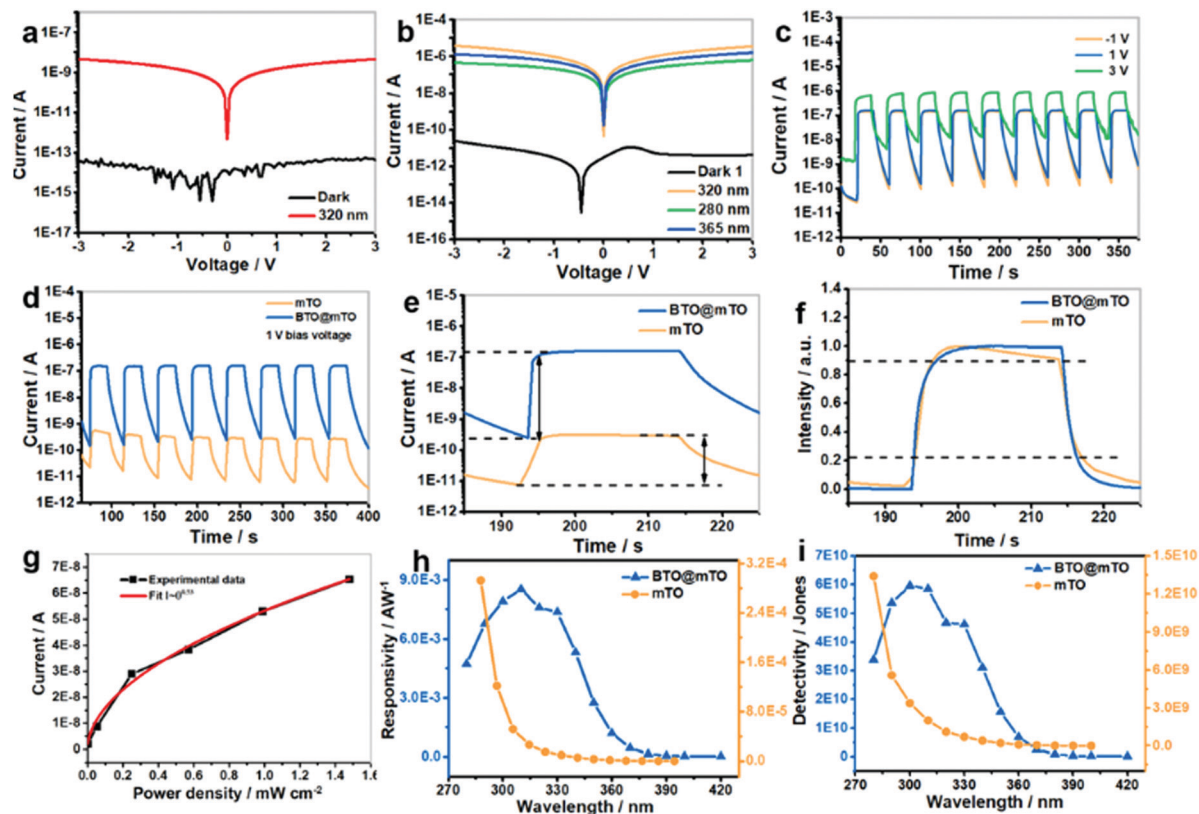 a
1E-5
1E-7
1E-9
1E-11
1E-13
1E-15
1E-17
Current / A
Dark
320 nm
-3 -2 -1 0 1 2 3
Voltage / V
b
1E-2
1E-4
1E-6
1E-8
1E-10
1E-12
1E-14
1E-16
Current / A
Dark 1
320 nm
280 nm
365 nm
-3 -2 -1 0 1 2 3
Voltage / V
c
1E-3
1E-4
1E-5
1E-6
1E-7
1E-8
1E-9
1E-10
1E-11
1E-12
Current / A
-1 V
1 V
3 V
0 50 100 150 200 250 300 350
Time / s
d
1E-4
1E-5
1E-6
1E-7
1E-8
1E-9
1E-10
1E-11
1E-12
Current / A
mTO
BTO@mTO
1 V bias voltage
100 150 200 250 300 350 400
Time / s
e
1E-5
1E-6
1E-7
1E-8
1E-9
1E-10
1E-11
1E-12
Current / A
BTO@mTO
mTO
190 200 210 220
Time / s
f
1.4
1.2
1.0
0.8
0.6
0.4
0.2
0.0
Intensity / a.u.
BTO@mTO
mTO
190 200 210 220
Time / s
g
7E-8
6E-8
5E-8
4E-8
3E-8
2E-8
1E-8
0
Current / A
Experimental data
0.0 0.2 0.4 0.6 0.8 1.0 1.2 1.4 1.6
Power density / mW cm⁻²
h
9.0E-3
6.0E-3
3.0E-3
0.0
Responsivity / AW⁻¹
BTO@mTO
mTO
3.2E-4
2.4E-4
1.6E-4
8.0E-5
0.0
270 300 330 360 390 420
Wavelength / nm
i
7E10
6E10
5E10
4E10
3E10
2E10
1E10
0
Detectivity / Jones
BTO@mTO
mTO
1.5E10
1.2E10
9.0E9
6.0E9
3.0E9
0.0
270 300 330 360 390 420
Wavelength / nm